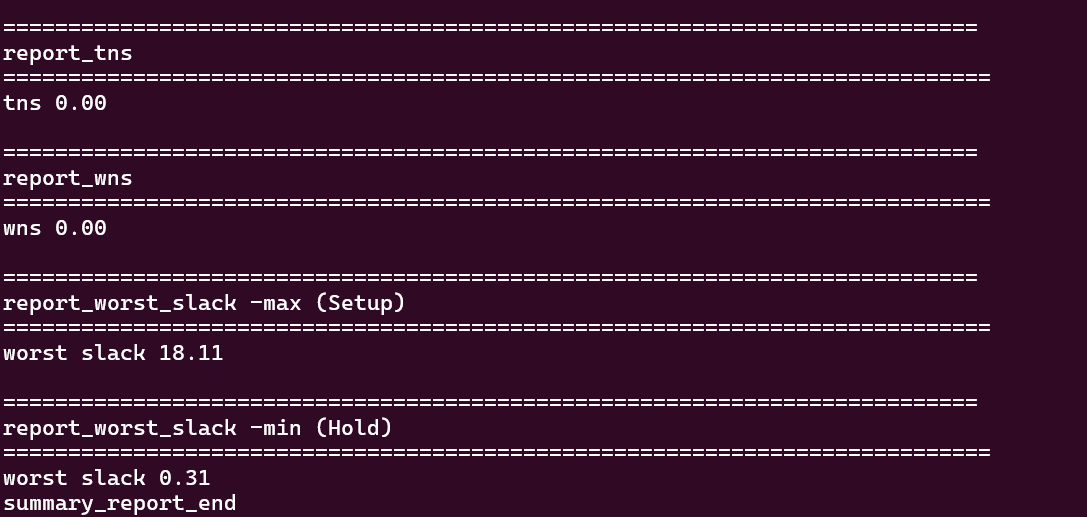 ===========================================================================
report_tns
============================================================================
tns 0.00
===========================================================================
report_wns
============================================================================
wns 0.00
===========================================================================
report_worst_slack -max (Setup)
============================================================================
worst slack 18.11
===========================================================================
report_worst_slack -min (Hold)
============================================================================
worst slack 0.31
summary_report_end